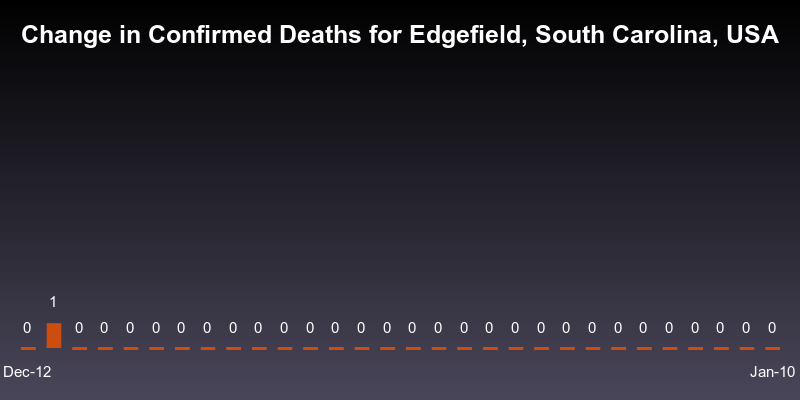 Change in Confirmed Deaths for Edgefield, South Carolina, USA
1
0 0 0 0 0 0 0 0 0 0 0 0 0 0 0 0 0 0 0 0 0 0 0 0 0 0 0 0 0
Dec-12 Jan-10